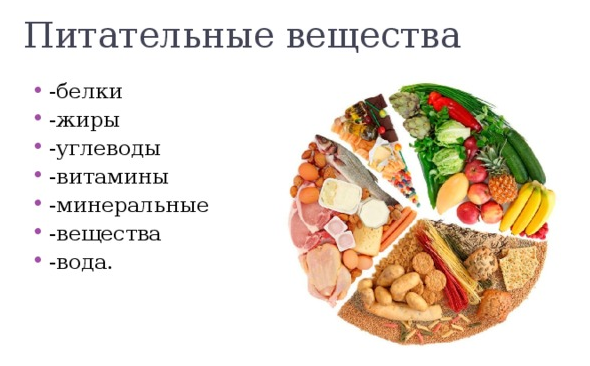 Питательные вещества
• -белки
• -жиры
• -углеводы
• -витамины
• -минеральные
• -вещества
• -вода.